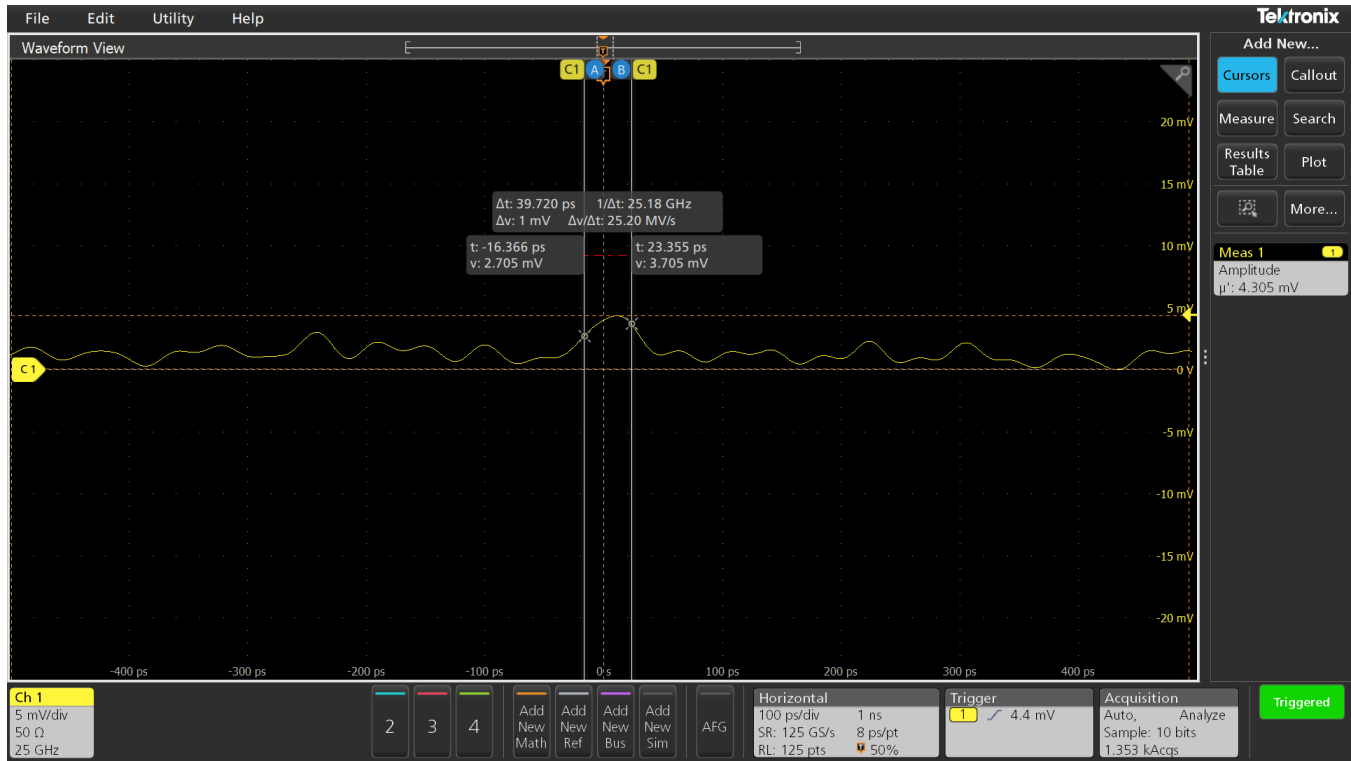 File Edit Utility Help
Tektronix
Waveform View
Add New...
C1 A B C1
Cursors Callout
20 mV
Measure Search
Results Table Plot
15 mV
Δt: 39.720 ps 1/Δt: 25.18 GHz
Δv: 1 mV Δv/Δt: 25.20 MV/s
More...
t: -16.366 ps
v: 2.705 mV
t: 23.355 ps
v: 3.705 mV
10 mV
Meas 1 1
Amplitude
µ': 4.305 mV
5 mV
C1
0 V
-5 mV
-10 mV
-15 mV
-20 mV
-400 ps -300 ps -200 ps -100 ps 0 s 100 ps 200 ps 300 ps 400 ps
Ch 1
5 mV/div
50 Ω
25 GHz
2 3 4
Add New Math
Add New Ref
Add New Bus
Add New Sim
AFG
Horizontal
100 ps/div 1 ns
SR: 125 GS/s 8 ps/pt
RL: 125 pts 50%
Trigger
1 4.4 mV
Acquisition
Auto, Analyze
Sample: 10 bits
1.353 kAcqs
Triggered